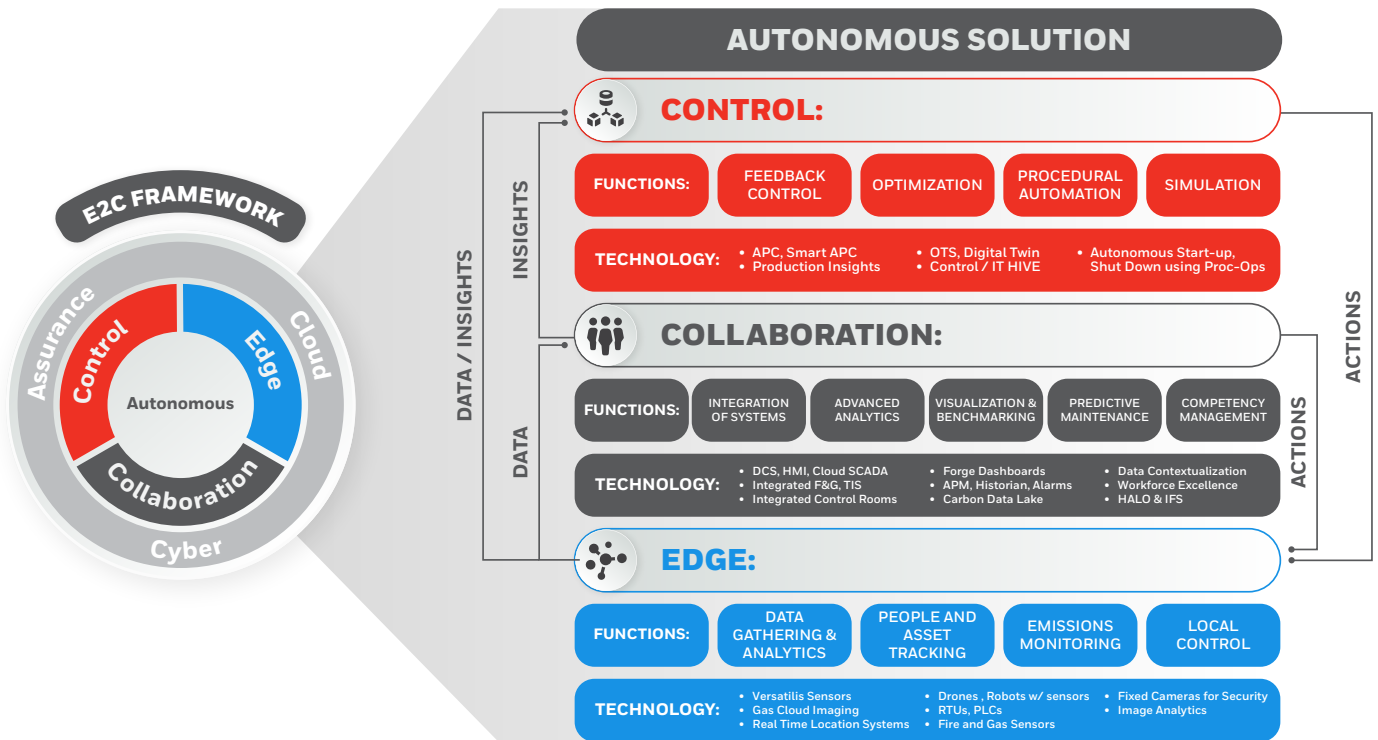 E2C FRAMEWORK
Assurance
Cloud
Cyber
Control
Edge
Collaboration
Autonomous
DATA / INSIGHTS
INSIGHTS
DATA
AUTONOMOUS SOLUTION
CONTROL:
FUNCTIONS:
FEEDBACK
CONTROL
OPTIMIZATION
PROCEDURAL
AUTOMATION
SIMULATION
TECHNOLOGY:
• APC, Smart APC
• Production Insights
• OTS, Digital Twin
• Control / IT HIVE
• Autonomous Start-up,
Shut Down using Proc-Ops
COLLABORATION:
FUNCTIONS:
INTEGRATION
OF SYSTEMS
ADVANCED
ANALYTICS
VISUALIZATION &
BENCHMARKING
PREDICTIVE
MAINTENANCE
COMPETENCY
MANAGEMENT
TECHNOLOGY:
• DCS, HMI, Cloud SCADA
• Integrated F&G, TIS
• Integrated Control Rooms
• Forge Dashboards
• APM, Historian, Alarms
• Carbon Data Lake
• Data Contextualization
• Workforce Excellence
• HALO & IFS
EDGE:
FUNCTIONS:
DATA
GATHERING &
ANALYTICS
PEOPLE AND
ASSET
TRACKING
EMISSIONS
MONITORING
LOCAL
CONTROL
TECHNOLOGY:
• Versatilis Sensors
• Gas Cloud Imaging
• Real Time Location Systems
• Drones , Robots w/ sensors
• RTUs, PLCs
• Fire and Gas Sensors
• Fixed Cameras for Security
• Image Analytics
ACTIONS
ACTIONS